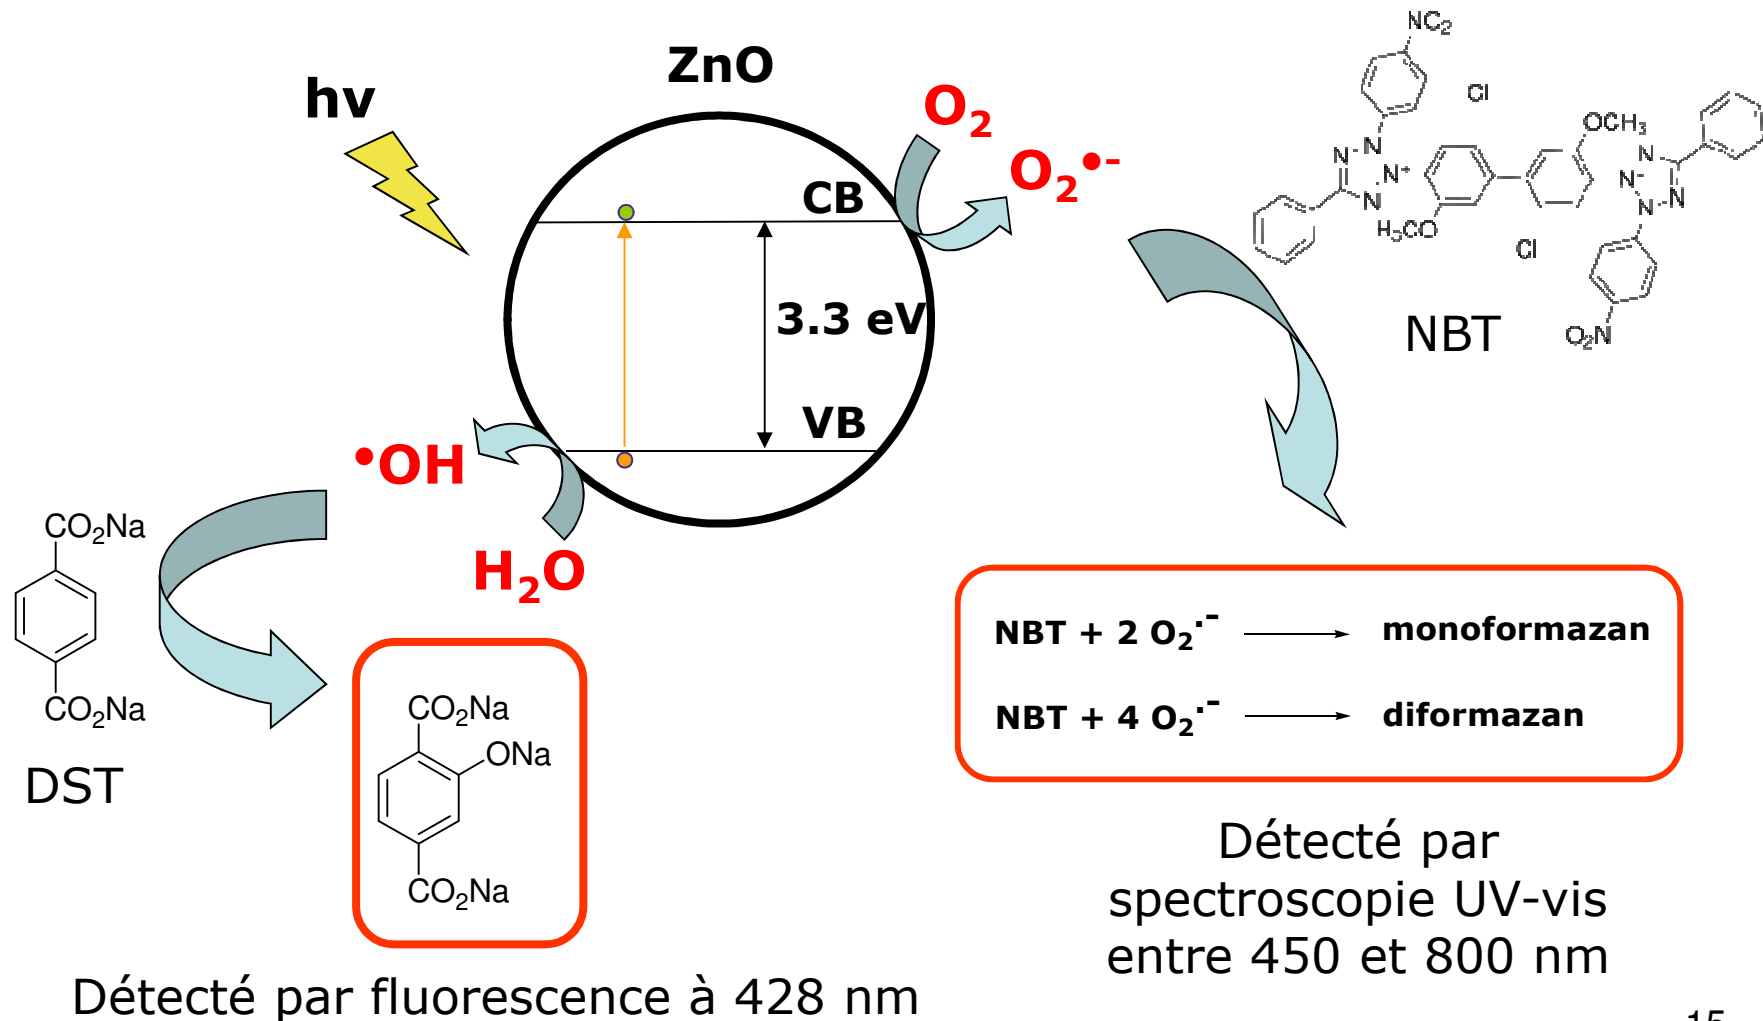 ZnO
hν
O₂
O₂•-
CB
3.3 eV
VB
•OH
H₂O
NC₂
Cl
OCH₃
N
N
N⁺
N
N
N⁻
N
N
H₃CO
Cl
O₂N
NBT
CO₂Na
CO₂Na
DST
CO₂Na
ONa
CO₂Na
NBT + 2 O₂·- monoformazan
NBT + 4 O₂·- diformazan
Détecté par
spectroscopie UV-vis
entre 450 et 800 nm
Détecté par fluorescence à 428 nm
15